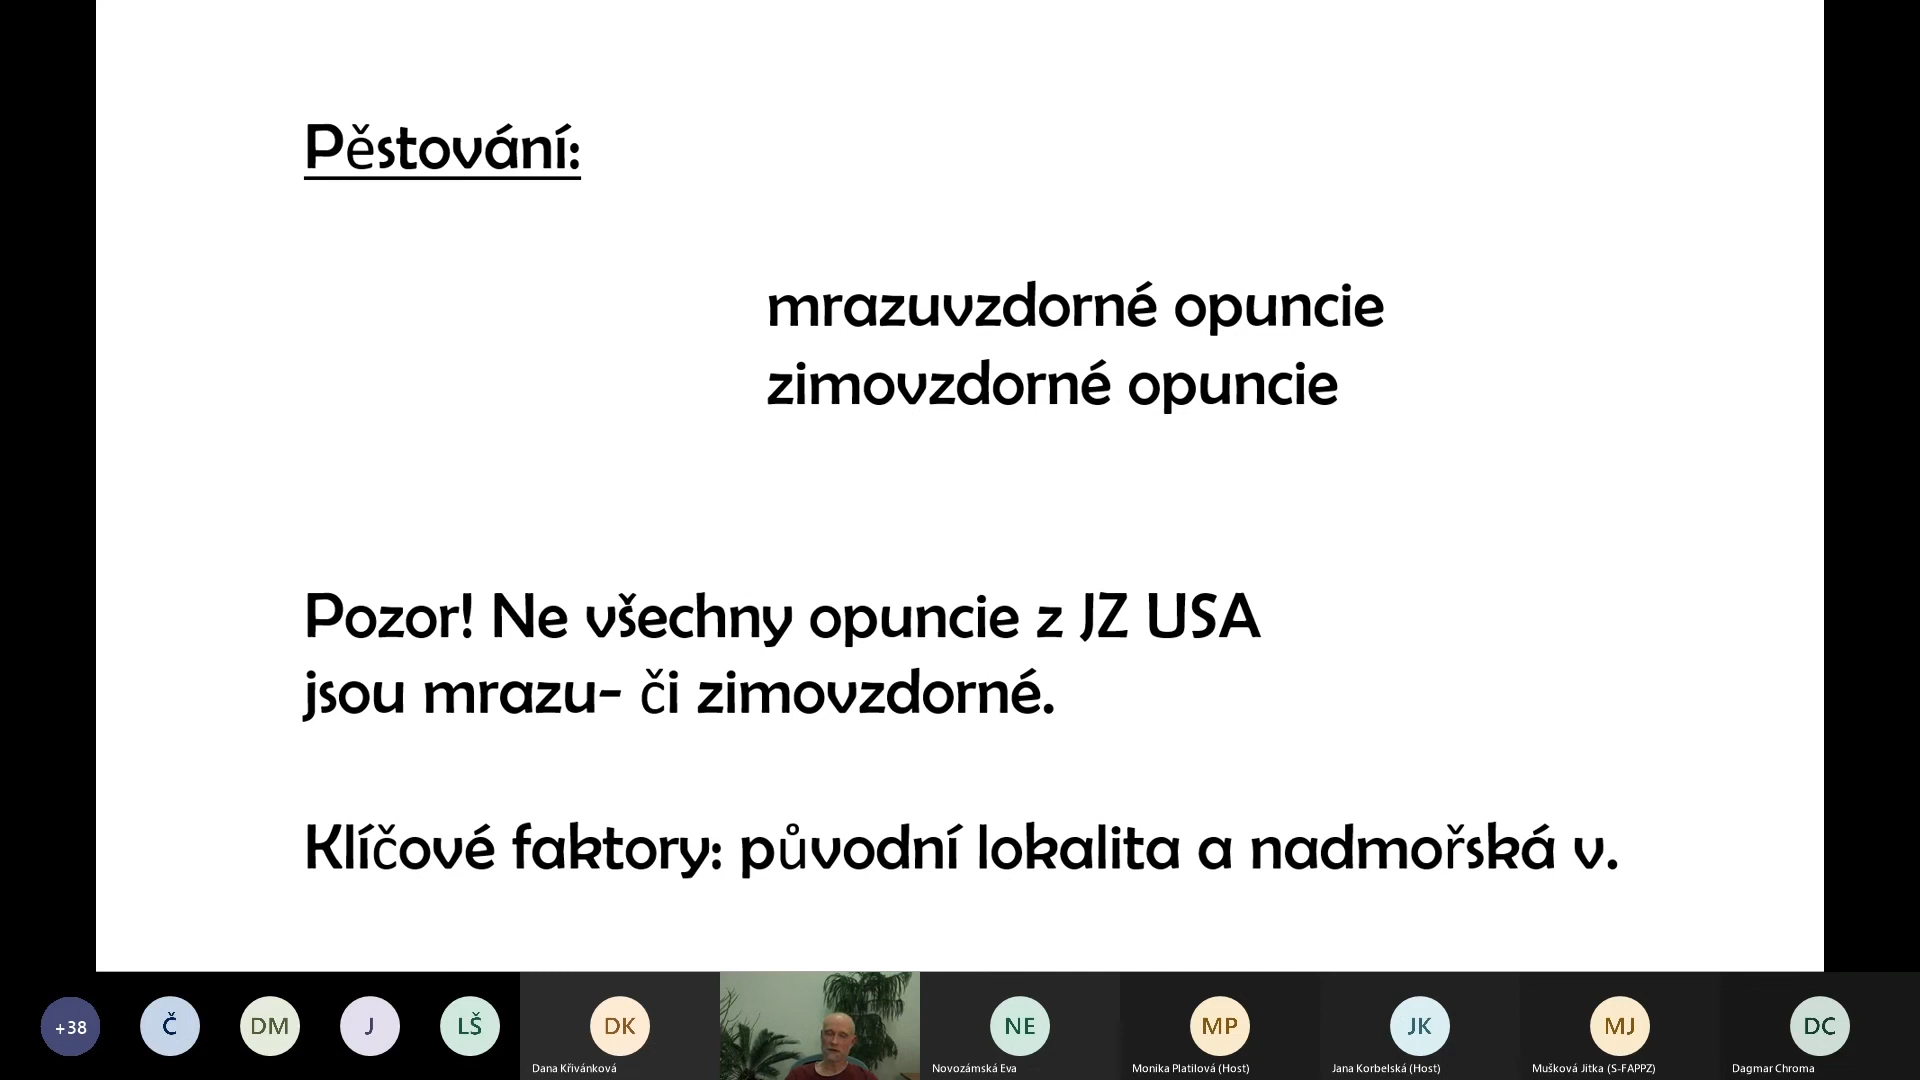 Pěstování:
mrazuvzdorné opuncie
zimovzdorné opuncie
Pozor! Ne všechny opuncie z JZ USA
jsou mrazu- či zimovzdorné.
Klíčové faktory: původní lokalita a nadmořská v.
+38
Č
DM
J
LŠ
DK
NE
MP
JK
MJ
DC
Dana Křivánková
Novozámská Eva
Monika Platilová (Host)
Jana Korbelská (Host)
Mušková Jitka (S-FAPPZ)
Dagmar Chroma